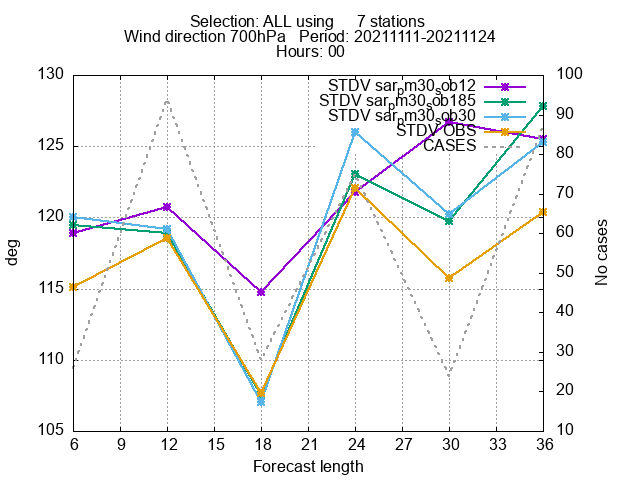 Selection: ALL using 7 stations
Wind direction 700hPa Period: 20211111-20211124
Hours: 00
130 100
STDV sar_pm30_sob12
STDV sar_pm30_sob185
STDV sar_pm30_sob30
STDV OBS
CASES
90
125
80
120
70
60
115
50
40
110
30
20
105 10
deg
No cases
6 9 12 15 18 21 24 27 30 33 36
Forecast length